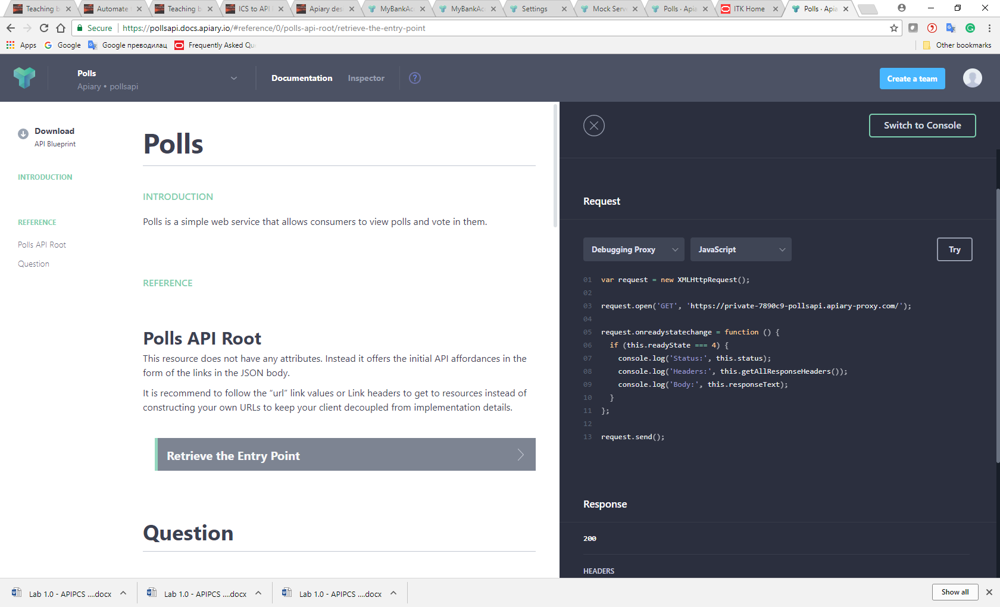 Teaching b
Automate
Teaching b
ICS to API
Apiary des
MyBankAc
MyBankAc
Settings
Mock Serv
Polls · Apia
ITK Home
Polls · Apia
Secure
https://pollsapi.docs.apiary.io/#reference/0/polls-api-root/retrieve-the-entry-point
Apps
Google
Google преводилац
Frequently Asked Qu
Other bookmarks
Polls
Apiary • pollsapi
Documentation
Inspector
?
Create a team
Download
API Blueprint
INTRODUCTION
REFERENCE
Polls API Root
Question
Polls
INTRODUCTION
Polls is a simple web service that allows consumers to view polls and vote in them.
REFERENCE
Polls API Root
This resource does not have any attributes. Instead it offers the initial API affordances in the
form of the links in the JSON body.
It is recommend to follow the “url” link values or Link headers to get to resources instead of
constructing your own URLs to keep your client decoupled from implementation details.
Retrieve the Entry Point
Question
Switch to Console
Request
Debugging Proxy
JavaScript
Try
01 var request = new XMLHttpRequest();
02
03 request.open('GET', 'https://private-7890c9-pollsapi.apiary-proxy.com/');
04
05 request.onreadystatechange = function () {
06 if (this.readyState === 4) {
07 console.log('Status:', this.status);
08 console.log('Headers:', this.getAllResponseHeaders());
09 console.log('Body:', this.responseText);
10 }
11 };
12
13 request.send();
Response
200
HEADERS
Lab 1.0 - APIPCS ....docx
Lab 1.0 - APIPCS ....docx
Lab 1.0 - APIPCS ....docx
Show all